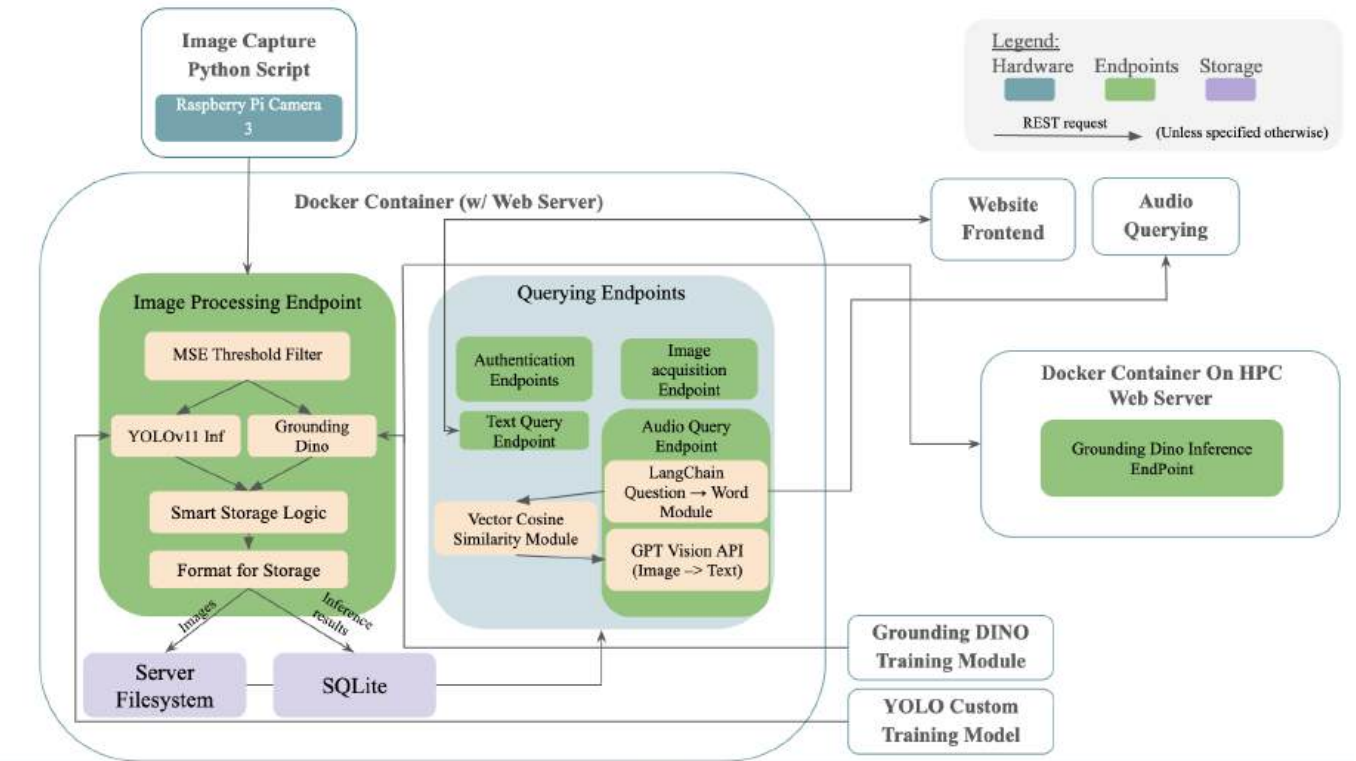 Image Capture
Python Script
Raspberry Pi Camera
3
Legend:
Hardware Endpoints Storage
REST request (Unless specified otherwise)
Docker Container (w/ Web Server)
Website
Frontend
Audio
Querying
Image Processing Endpoint
MSE Threshold Filter
YOLOv11 Inf
Grounding
Dino
Smart Storage Logic
Format for Storage
Images
Inference
results
Server
Filesystem
SQLite
Querying Endpoints
Authentication
Endpoints
Image
acquisition
Endpoint
Text Query
Endpoint
Audio Query
Endpoint
LangChain
Question → Word
Module
Vector Cosine
Similarity Module
GPT Vision API
(Image –> Text)
Docker Container On HPC
Web Server
Grounding Dino Inference
EndPoint
Grounding DINO
Training Module
YOLO Custom
Training Model